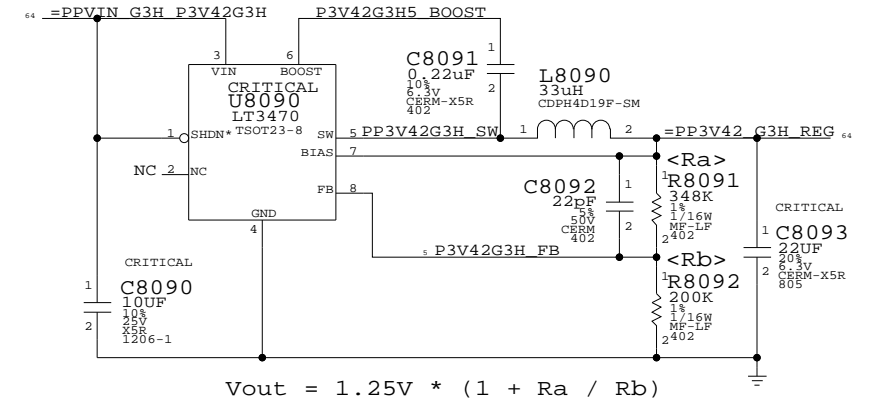 64 =PPVIN_G3H_P3V42G3H
P3V42G3H5_BOOST
3
VIN
6
BOOST
CRITICAL
U8090
LT3470
TSOT23-8
1 SHDN*
NC 2 NC
SW 5 PP3V42G3H_SW
BIAS 7
FB 8
GND
4
C8091
0.22uF
10%
6.3V
CERM-X5R
402
1
2
L8090
33uH
CDPH4D19F-SM
1 2
=PP3V42_G3H_REG 64
C8092
22pF
5%
50V
CERM
402
1
2
<Ra>
1
R8091
348K
1%
1/16W
MF-LF
2 402
5 P3V42G3H_FB
<Rb>
1
R8092
200K
1%
1/16W
MF-LF
2 402
CRITICAL
1
C8093
22UF
20%
6.3V
CERM-X5R
805
2
CRITICAL
1
C8090
10UF
10%
25V
X5R
1206-1
2
Vout = 1.25V * (1 + Ra / Rb)